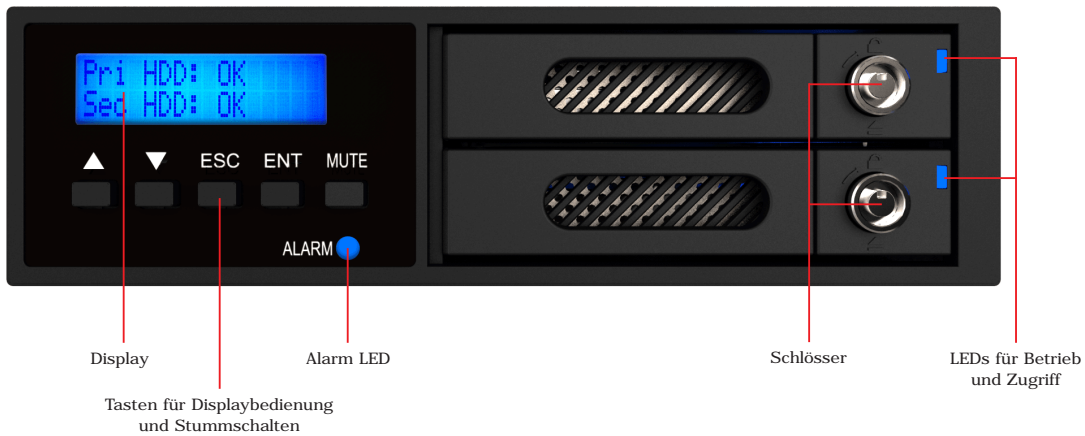 Pri HDD: OK
Sec HDD: OK
ESC ENT MUTE
ALARM
Display
Alarm LED
Schlösser
LEDs für Betrieb
und Zugriff
Tasten für Displaybedienung
und Stummschalten